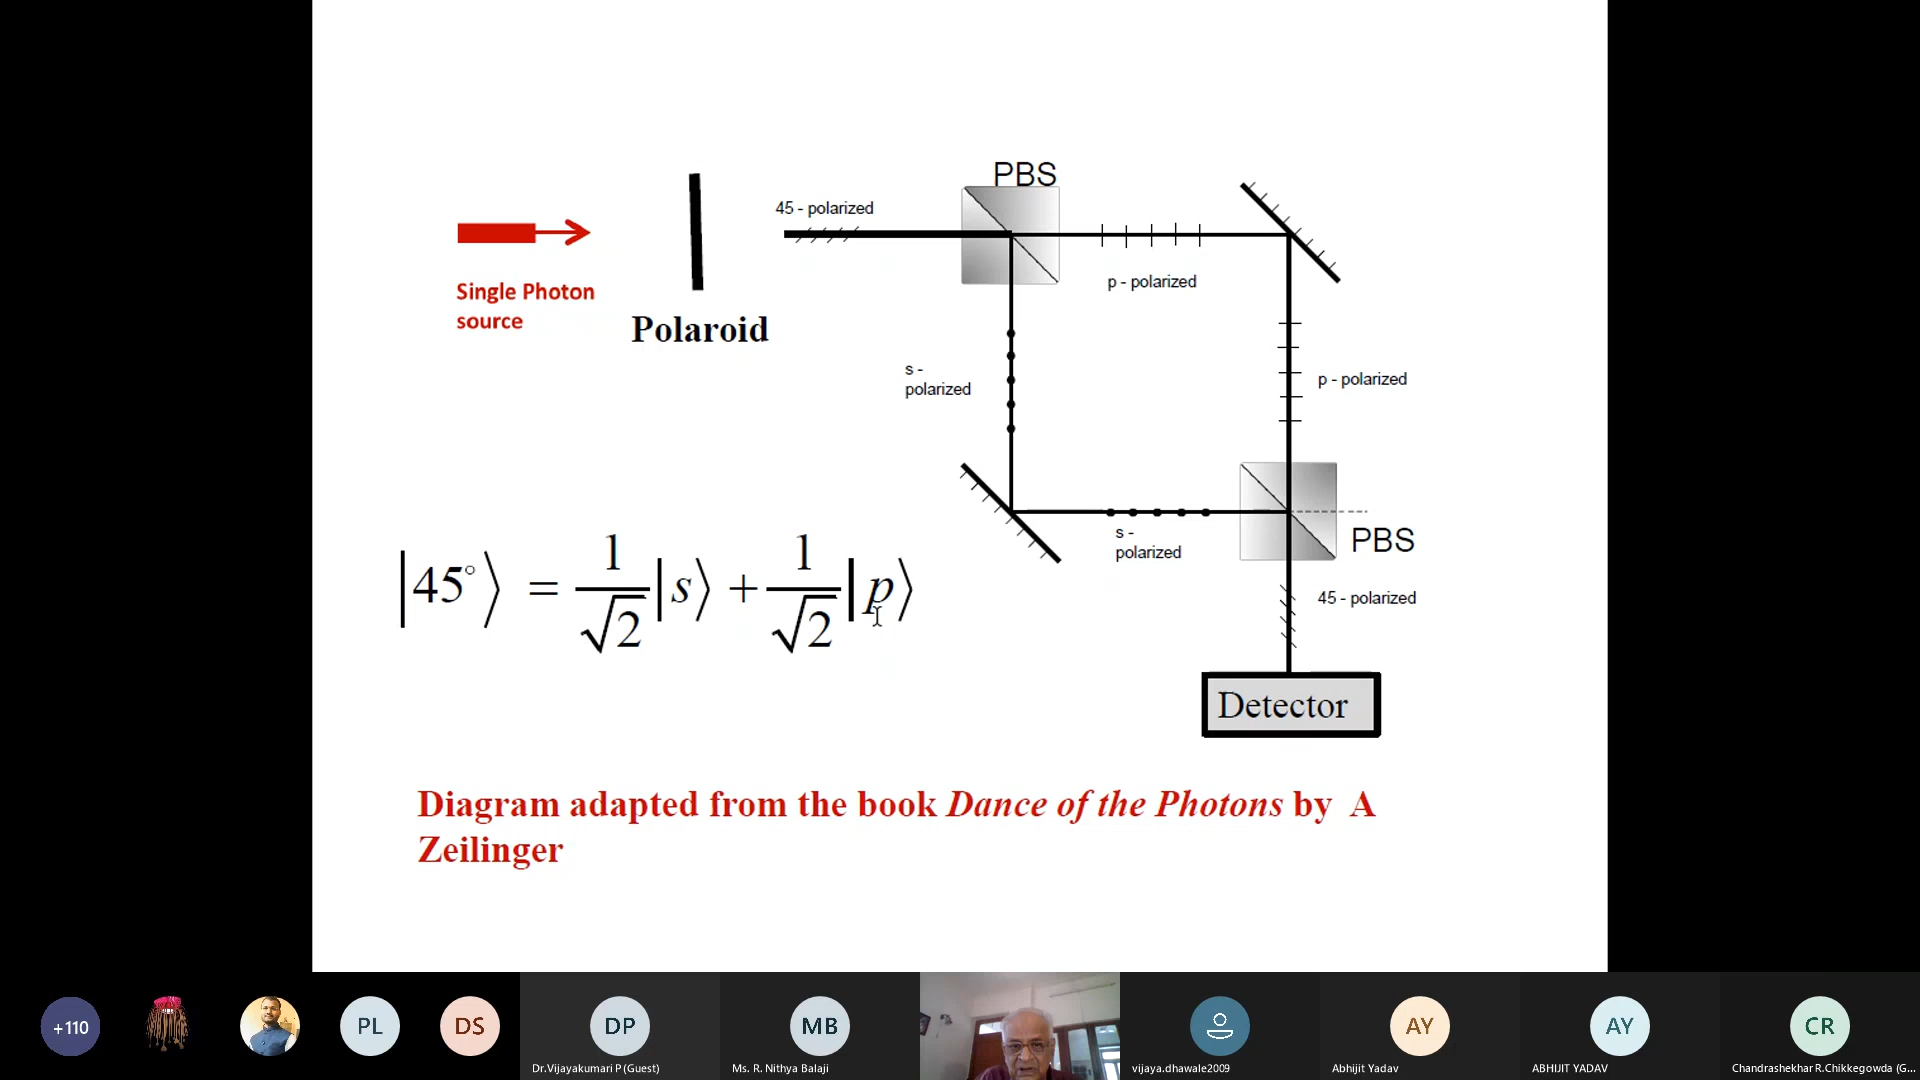 PBS
45 - polarized
Single Photon
source
Polaroid
p - polarized
s -
polarized
p - polarized
s -
polarized
PBS
45 - polarized
|45°⟩ = 1/√2 |s⟩ + 1/√2 |p⟩
Detector
Diagram adapted from the book Dance of the Photons by A
Zeilinger
+110
PL
DS
DP
Dr.Vijayakumari P (Guest)
MB
Ms. R. Nithya Balaji
vijaya.dhawale2009
AY
Abhijit Yadav
AY
ABHIJIT YADAV
CR
Chandrashekhar R.Chikkegowda (G...